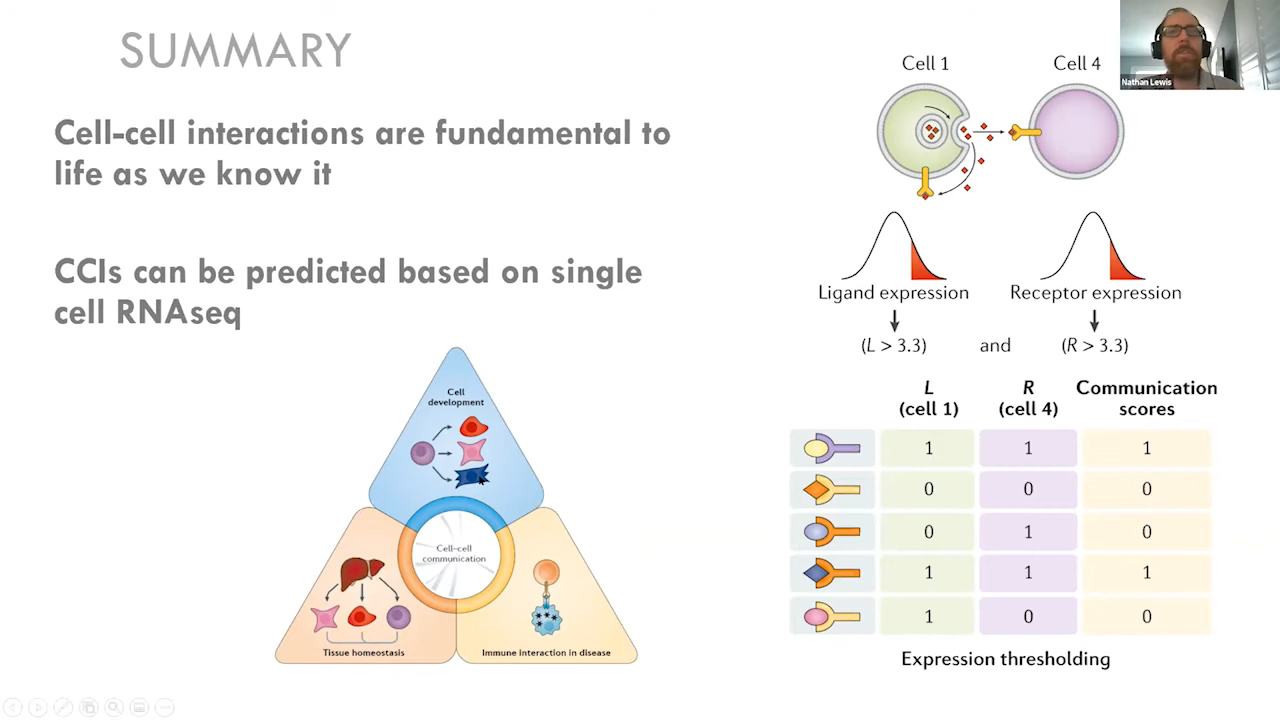 SUMMARY
Cell-cell interactions are fundamental to
life as we know it
CCIs can be predicted based on single
cell RNAseq
Cell
development
Cell-cell
communication
Tissue homeostasis
Immune interaction in disease
Cell 1
Cell 4
Nathan Lewis
Ligand expression
Receptor expression
(L > 3.3) and (R > 3.3)
L R Communication
(cell 1) (cell 4) scores
1 1 1
0 0 0
0 1 0
1 1 1
1 0 0
Expression thresholding